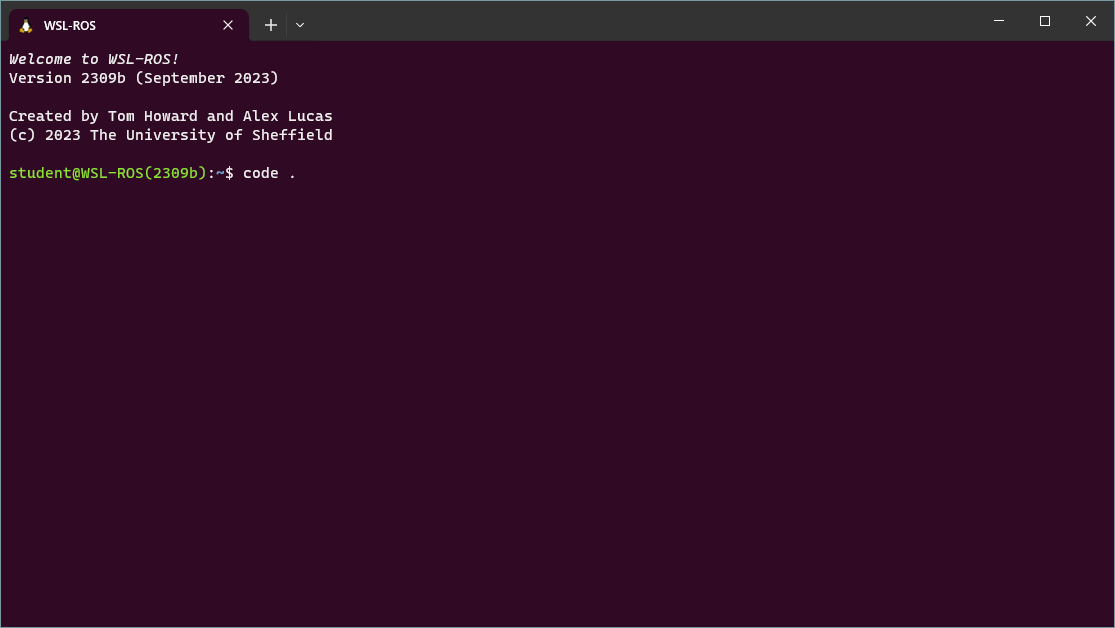 WSL-ROS
Welcome to WSL-ROS!
Version 2309b (September 2023)
Created by Tom Howard and Alex Lucas
(c) 2023 The University of Sheffield
student@WSL-ROS(2309b):~$ code .